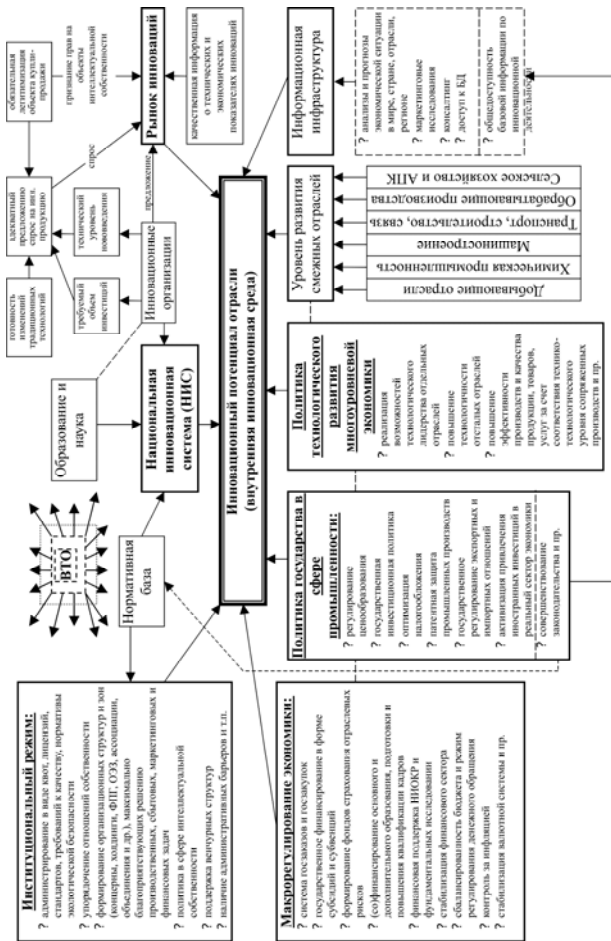 Институциональный режим:
? администрирование в виде квот, лицензий,
стандартов, требований к качеству, нормативы
экологической безопасности
? упорядочение отношений собственности
? формирование организационных структур и зон
(концерны, холдинги, ФПГ, ОЭЗ, ассоциации,
объединения и др.), максимально
благоприятствующих решению
производственных, сбытовых, маркетинговых и
финансовых задач
? политика в сфере интеллектуальной
собственности
? поддержка венчурных структур
? наличие административных барьеров и т.п.
ВТО
Нормативная
база
Образование и
наука
Национальная
инновационная
система (НИС)
готовность
изменений
традиционных
технологий
адекватный
предложению
спрос на инн.
продукцию
обязательная
легитимизация
объекта купли-
продажи
требуемый
объем
инвестиций
технический
уровень
нововведения
Инновационные
организации
спрос
предложение
признание прав на
объекты
интеллектуальной
собственности
Рынок инноваций
качественная информация
о технических и
экономических
показателях инноваций
Инновационный потенциал отрасли
(внутренняя инновационная среда)
Макрорегулирование экономики:
? система госзаказов и госзакупок
? государственное финансирование в форме
субсидий и субвенций
? формирование фондов страхования отраслевых
рисков
? (со)финансирование основного и
дополнительного образования, подготовки и
повышения квалификации кадров
? финансовая поддержка НИОКР и
фундаментальных исследовании
? стабилизация финансового сектора
? сбалансированность бюджета и режим
регулирования денежного обращения
? контроль за инфляцией
? стабилизация валютной системы и пр.
Политика государства в
сфере
промышленности:
? регулирование
ценообразования
? государственная
инвестиционная политика
? оптимизация
налогообложения
? патентная защита
промышленных производств
? государственное
регулирование экспортных и
импортных отношений
? активизация привлечения
иностранных инвестиций в
реальный сектор экономики
? совершенствование
законодательства и пр.
Политика
технологического
развития
многоуровневой
экономики
? реализация
возможностей
технологического
лидерства отдельных
отраслей
? повышение
технологичности
отсталых отраслей
? повышение
эффективности
производств и качества
продукции, товаров,
услуг за счет
соответствия технико-
технологического
уровня сопряженных
производств и пр.
Уровень развития
смежных отраслей
Добывающие отрасли
Химическая промышленность
Машиностроение
Транспорт, строительство, связь,
Обрабатывающие производства
Сельское хозяйство и АПК
Информационная
инфраструктура
? анализы и прогнозы
экономической ситуации
в мире, стране, отрасли,
регионе
? маркетинговые
исследования
? консалтинг
? доступ к БД
? общедоступность
базовой информации по
инновационной
деятельностей